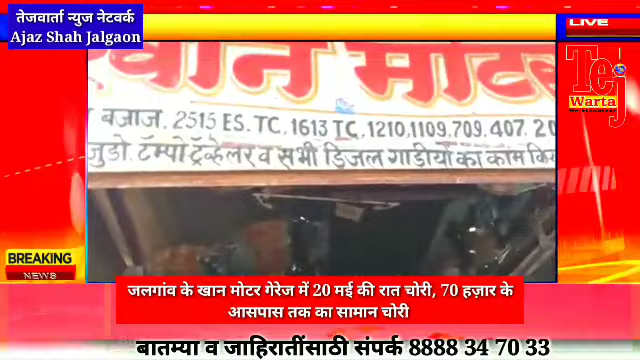 तेजवार्ता न्युज नेटवर्क
Ajaz Shah Jalgaon
LIVE
Tej
Warta
खान मोटर
बजाज. 2515 ES. TC. 1613 TC. 1210,1109.709.407. 20
जुडो. टॅम्पो ट्रॅव्हेलर व सभी डिजल गाडीयों का काम किय
BREAKING
NEWS
जलगांव के खान मोटर गेरेज में 20 मई की रात चोरी, 70 हज़ार के
आसपास तक का सामान चोरी
बातम्या व जाहिरातींसाठी संपर्क 8888 34 70 33